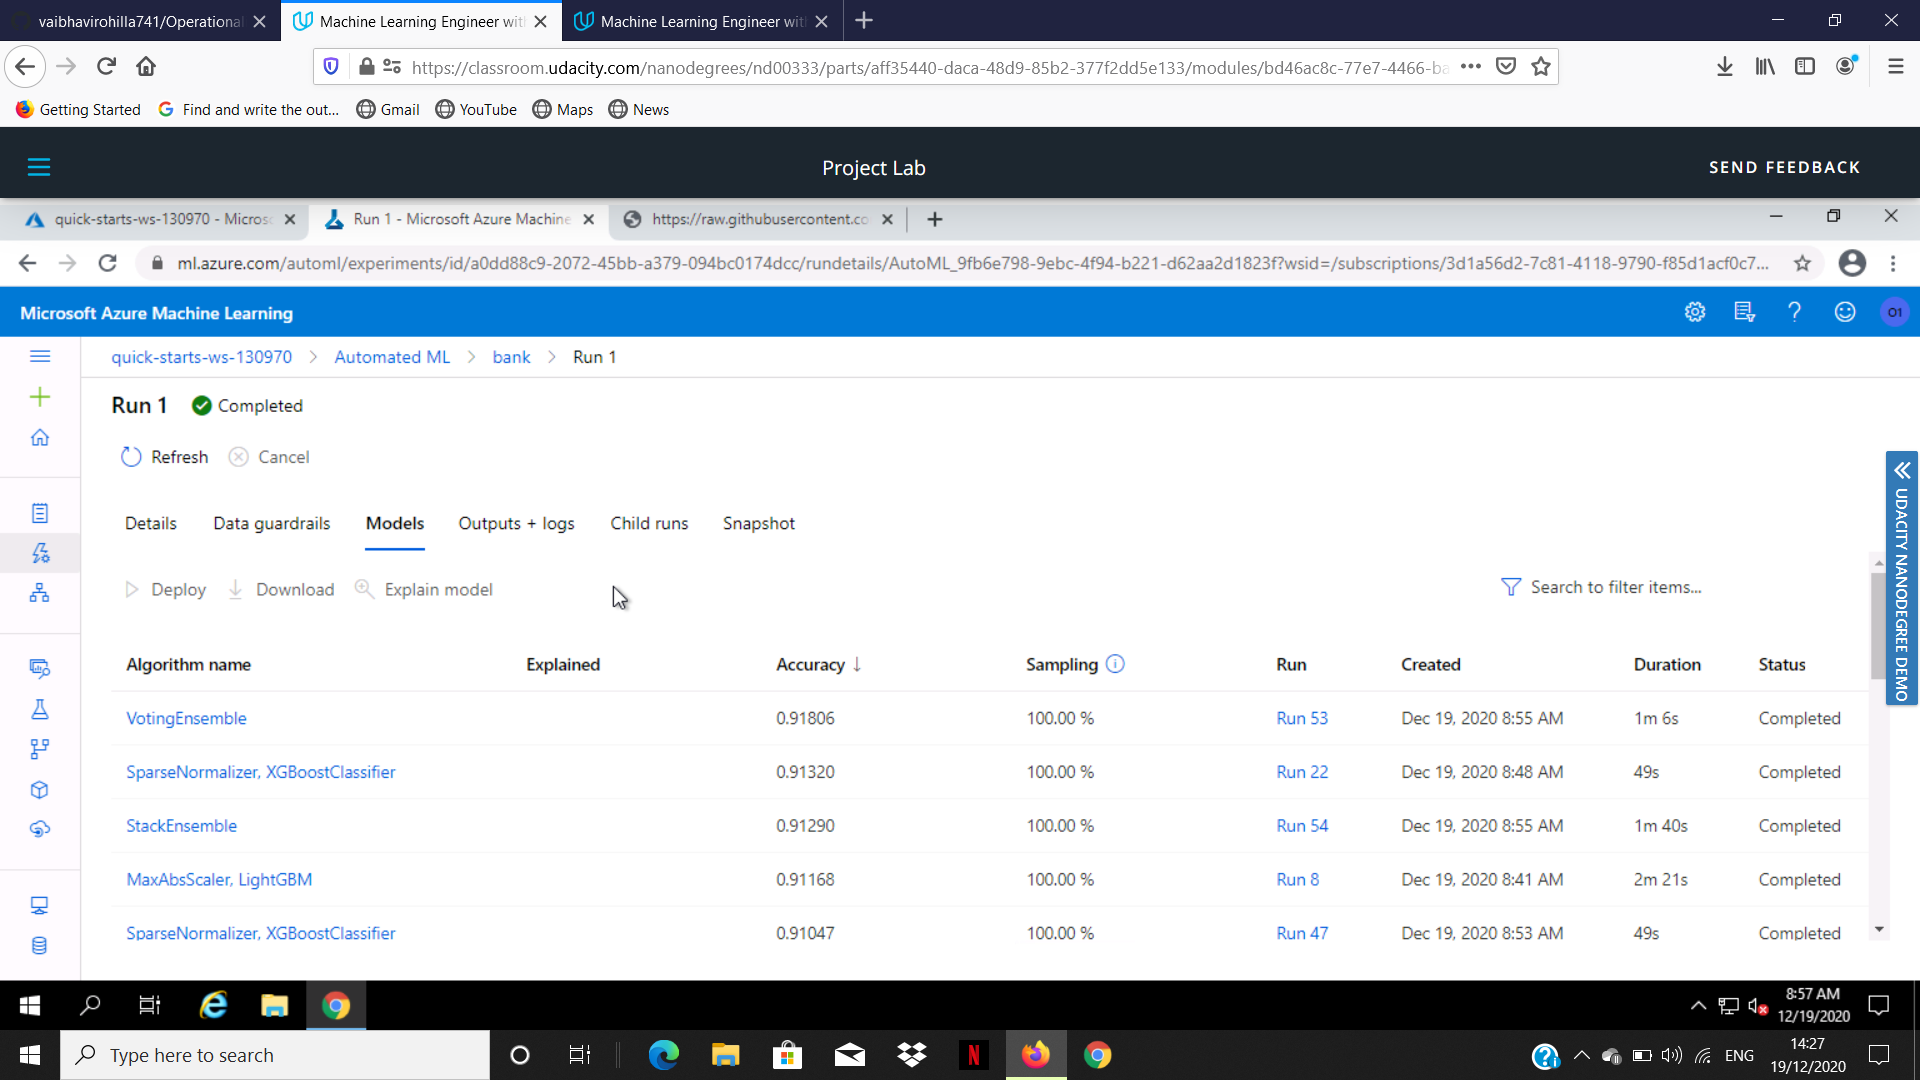 vaibhavirohilla741/Operational
Machine Learning Engineer wit
Machine Learning Engineer wit
https://classroom.udacity.com/nanodegrees/nd00333/parts/aff35440-daca-48d9-85b2-377f2dd5e133/modules/bd46ac8c-77e7-4466-ba
Getting Started
Find and write the out...
Gmail
YouTube
Maps
News
Project Lab
SEND FEEDBACK
quick-starts-ws-130970 - Microsc
Run 1 - Microsoft Azure Machine
https://raw.githubusercontent.co
ml.azure.com/automl/experiments/id/a0dd88c9-2072-45bb-a379-094bc0174dcc/rundetails/AutoML_9fb6e798-9ebc-4f94-b221-d62aa2d1823f?wsid=/subscriptions/3d1a56d2-7c81-4118-9790-f85d1acf0c7...
Microsoft Azure Machine Learning
O1
quick-starts-ws-130970 > Automated ML > bank > Run 1
Run 1 Completed
Refresh Cancel
Details Data guardrails Models Outputs + logs Child runs Snapshot
Deploy Download Explain model
Search to filter items...
UDACITY NANODEGREE DEMO
Algorithm name Explained Accuracy ↓ Sampling Run Created Duration Status
VotingEnsemble 0.91806 100.00 % Run 53 Dec 19, 2020 8:55 AM 1m 6s Completed
SparseNormalizer, XGBoostClassifier 0.91320 100.00 % Run 22 Dec 19, 2020 8:48 AM 49s Completed
StackEnsemble 0.91290 100.00 % Run 54 Dec 19, 2020 8:55 AM 1m 40s Completed
MaxAbsScaler, LightGBM 0.91168 100.00 % Run 8 Dec 19, 2020 8:41 AM 2m 21s Completed
SparseNormalizer, XGBoostClassifier 0.91047 100.00 % Run 47 Dec 19, 2020 8:53 AM 49s Completed
8:57 AM
12/19/2020
Type here to search
ENG
14:27
19/12/2020